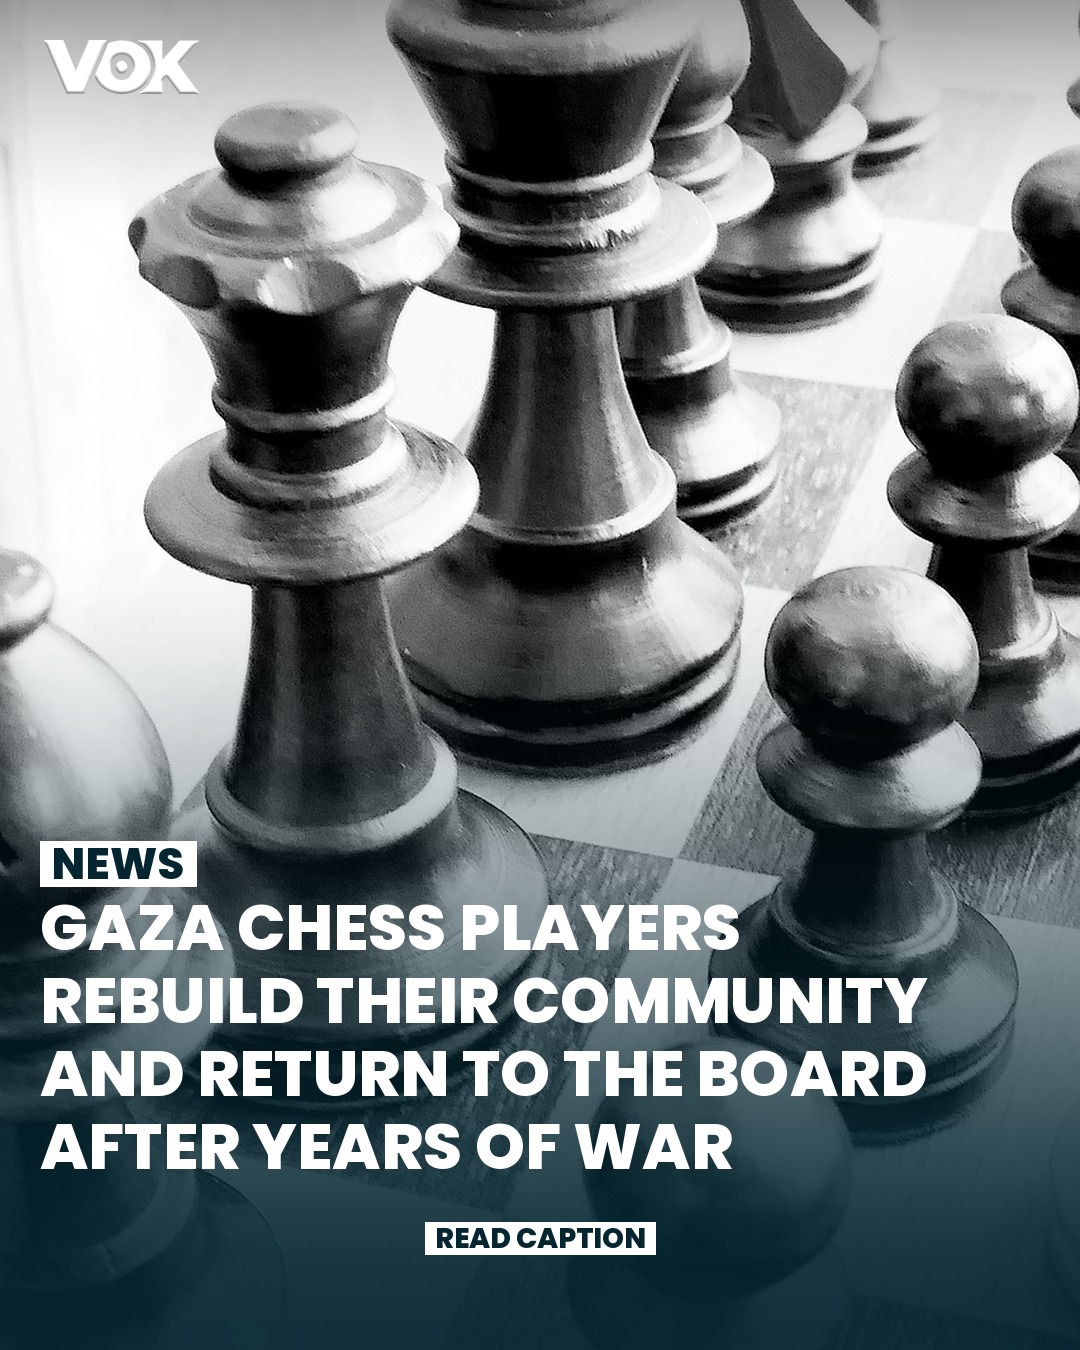 VOK
NEWS
GAZA CHESS PLAYERS
REBUILD THEIR COMMUNITY
AND RETURN TO THE BOARD
AFTER YEARS OF WAR
READ CAPTION